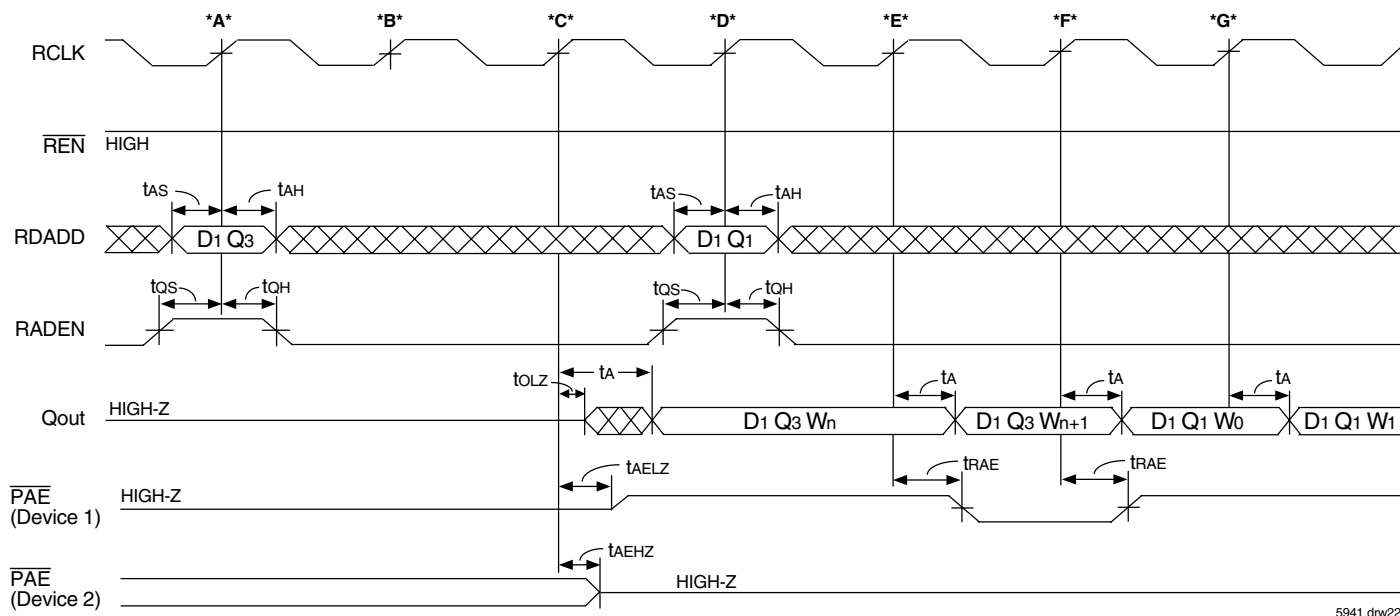 *A* *B* *C* *D* *E* *F* *G*
RCLK
REN HIGH
tAS tAH tAS tAH
RDADD D1 Q3 D1 Q1
tQS tQH tQS tQH
RADEN
tOLZ tA tA tA tA
Qout HIGH-Z D1 Q3 Wn D1 Q3 Wn+1 D1 Q1 W0 D1 Q1 W1
tAELZ tRAE tRAE
PAE HIGH-Z
(Device 1)
tAEHZ
PAE HIGH-Z
(Device 2)
5941 drw22